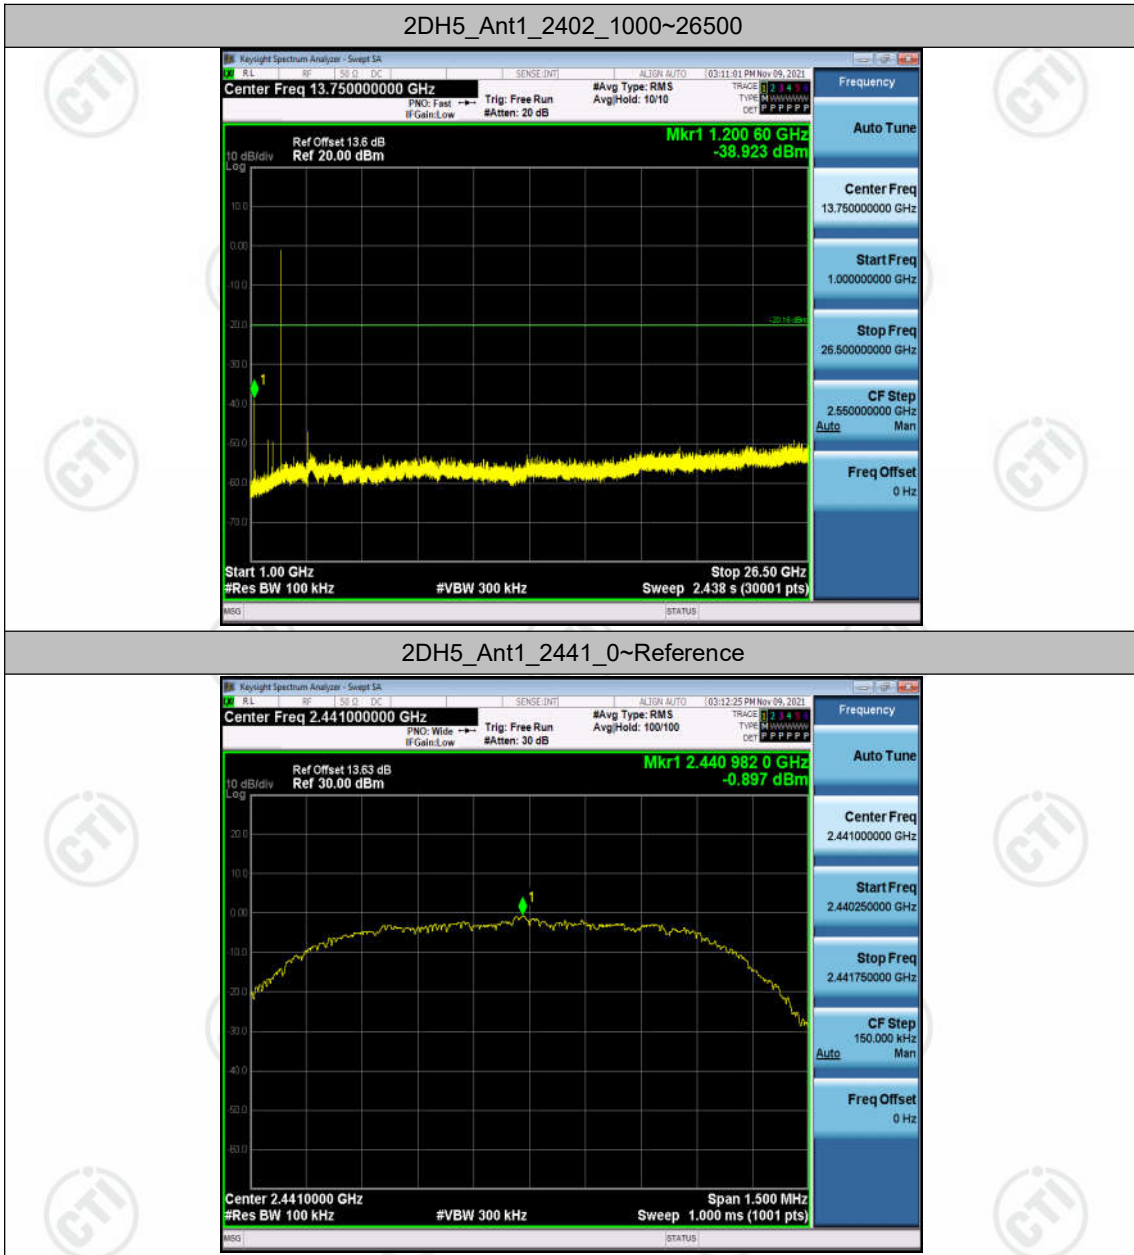 2DH5_Ant1_2402_1000~26500
Keysight Spectrum Analyzer - Swept SA
RL RF 50 Ω DC SENSE:INT ALIGN AUTO 03:11:01 PM Nov 09, 2021
Center Freq 13.750000000 GHz
PNO: Fast
IFGain:Low
Trig: Free Run
#Atten: 20 dB
#Avg Type: RMS
Avg|Hold: 10/10
TRACE 1 2 3 4 5 6
TYPE M WWWWW
DET P P P P P P
Frequency
Auto Tune
Ref Offset 13.6 dB
10 dB/div Ref 20.00 dBm
Log
Mkr1 1.200 60 GHz
-38.923 dBm
Center Freq
13.750000000 GHz
10.0
0.00
-10.0
-20.0
-30.0
-40.0
-50.0
-60.0
-70.0
-20.16 dBm
1
Start Freq
1.000000000 GHz
Stop Freq
26.500000000 GHz
CF Step
2.550000000 GHz
Auto Man
Freq Offset
0 Hz
Start 1.00 GHz Stop 26.50 GHz
#Res BW 100 kHz #VBW 300 kHz Sweep 2.438 s (30001 pts)
MSG STATUS
2DH5_Ant1_2441_0~Reference
Keysight Spectrum Analyzer - Swept SA
RL RF 50 Ω DC SENSE:INT ALIGN AUTO 03:12:25 PM Nov 09, 2021
Center Freq 2.441000000 GHz
PNO: Wide
IFGain:Low
Trig: Free Run
#Atten: 30 dB
#Avg Type: RMS
Avg|Hold: 100/100
TRACE 1 2 3 4 5 6
TYPE M WWWWW
DET P P P P P P
Frequency
Auto Tune
Ref Offset 13.63 dB
10 dB/div Ref 30.00 dBm
Log
Mkr1 2.440 982 0 GHz
-0.897 dBm
Center Freq
2.441000000 GHz
20.0
10.0
0.00
-10.0
-20.0
-30.0
-40.0
-50.0
-60.0
1
Start Freq
2.440250000 GHz
Stop Freq
2.441750000 GHz
CF Step
150.000 kHz
Auto Man
Freq Offset
0 Hz
Center 2.4410000 GHz Span 1.500 MHz
#Res BW 100 kHz #VBW 300 kHz Sweep 1.000 ms (1001 pts)
MSG STATUS
CTI
CTI
CTI
CTI
CTI
CTI
CTI
CTI